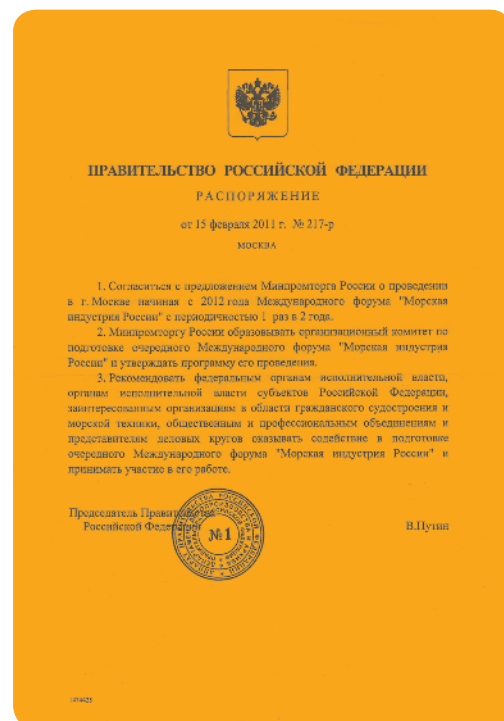 ПРАВИТЕЛЬСТВО РОССИЙСКОЙ ФЕДЕРАЦИИ
РАСПОРЯЖЕНИЕ
от 15 февраля 2011 г. № 217-р
МОСКВА
1. Согласиться с предложением Минпромторга России о проведении
в г. Москве начиная с 2012 года Международного форума "Морская
индустрия России" с периодичностью 1 раз в 2 года.
2. Минпромторгу России образовывать организационный комитет по
подготовке очередного Международного форума "Морская индустрия
России" и утверждать программу его проведения.
3. Рекомендовать федеральным органам исполнительной власти,
органам исполнительной власти субъектов Российской Федерации,
заинтересованным организациям в области гражданского судостроения и
морской техники, общественным и профессиональным объединениям и
представителям деловых кругов оказывать содействие в подготовке
очередного Международного форума "Морская индустрия России" и
принимать участие в его работе.
Председатель Правительства
Российской Федерации
В.Путин
№1